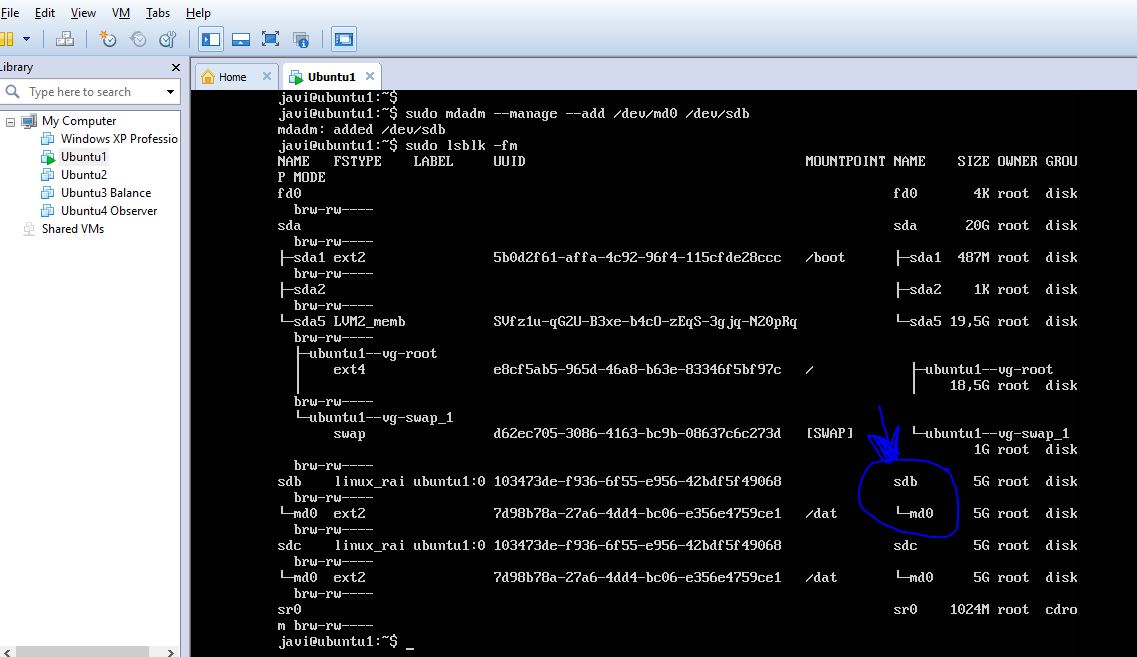 File Edit View VM Tabs Help
Library
Type here to search
My Computer
Windows XP Professio
Ubuntu1
Ubuntu2
Ubuntu3 Balance
Ubuntu4 Observer
Shared VMs
Home Ubuntu1
javi@ubuntu1:~$
javi@ubuntu1:~$ sudo mdadm --manage --add /dev/md0 /dev/sdb
mdadm: added /dev/sdb
javi@ubuntu1:~$ sudo lsblk -fm
NAME FSTYPE LABEL UUID MOUNTPOINT NAME SIZE OWNER GROU
P MODE
fd0 fd0 4K root disk
brw-rw----
sda sda 20G root disk
brw-rw----
├─sda1 ext2 5b0d2f61-affa-4c92-96f4-115cfde28ccc /boot ├─sda1 487M root disk
brw-rw----
├─sda2 ├─sda2 1K root disk
brw-rw----
└─sda5 LVM2_memb SVfz1u-qG2U-B3xe-b4cO-zEqS-3gjq-N20pRq └─sda5 19,5G root disk
brw-rw----
├─ubuntu1--vg-root
│ ext4 e8cf5ab5-965d-46a8-b63e-83346f5bf97c / ├─ubuntu1--vg-root
│ │ 18,5G root disk
brw-rw----
└─ubuntu1--vg-swap_1
swap d62ec705-3086-4163-bc9b-08637c6c273d [SWAP] └─ubuntu1--vg-swap_1
1G root disk
brw-rw----
sdb linux_rai ubuntu1:0 103473de-f936-6f55-e956-42bdf5f49068 sdb 5G root disk
brw-rw----
└─md0 ext2 7d98b78a-27a6-4dd4-bc06-e356e4759ce1 /dat └─md0 5G root disk
brw-rw----
sdc linux_rai ubuntu1:0 103473de-f936-6f55-e956-42bdf5f49068 sdc 5G root disk
brw-rw----
└─md0 ext2 7d98b78a-27a6-4dd4-bc06-e356e4759ce1 /dat └─md0 5G root disk
brw-rw----
sr0 sr0 1024M root cdro
m brw-rw----
javi@ubuntu1:~$ _